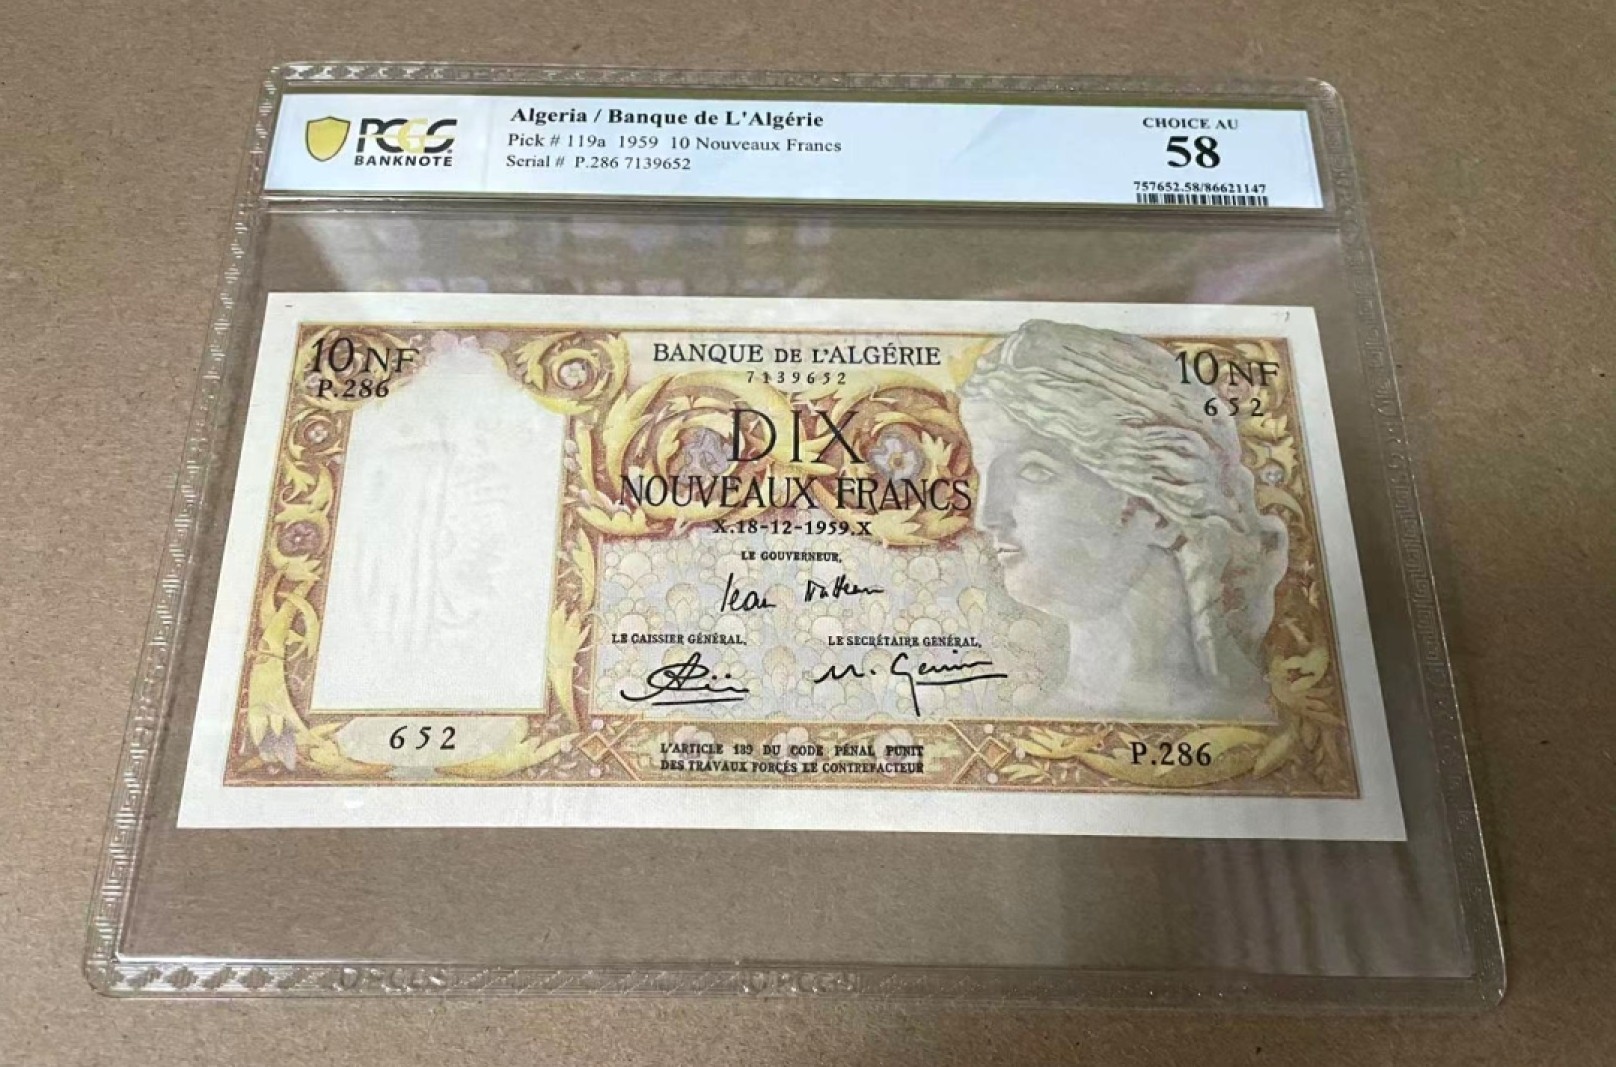 PCGS
BANKNOTE
Algeria / Banque de L'Algérie
Pick # 119a 1959 10 Nouveaux Francs
Serial # P.286 7139652
CHOICE AU
58
757652.58/86621147
10 NF
P.286
BANQUE DE L'ALGÉRIE
7139652
10 NF
652
DIX
NOUVEAUX FRANCS
X.18-12-1959.X
LE GOUVERNEUR,
LE CAISSIER GÉNÉRAL,
LE SECRÉTAIRE GÉNÉRAL,
652
L'ARTICLE 139 DU CODE PÉNAL PUNIT
DES TRAVAUX FORCÉS LE CONTREFACTEUR
P.286